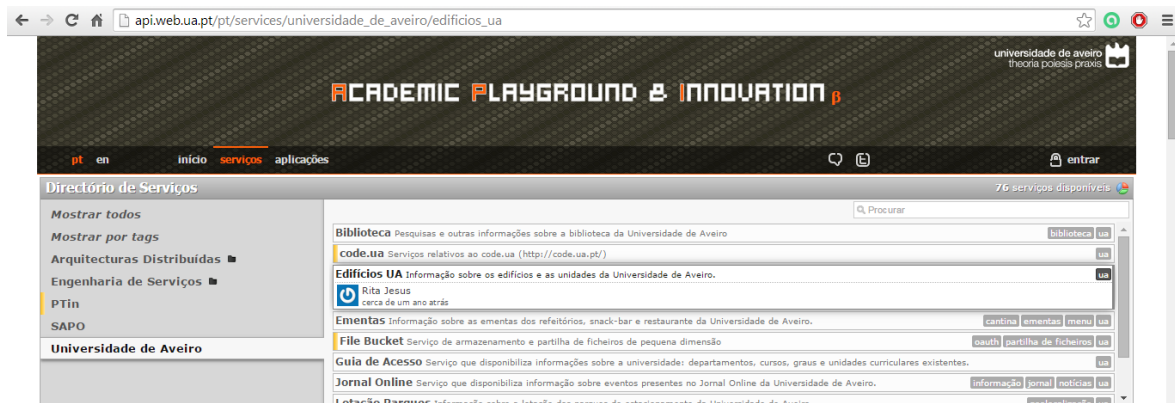 api.web.ua.pt/pt/services/universidade_de_aveiro/edificios_ua
universidade de aveiro
theoria poiesis praxis
ACADEMIC PLAYGROUND & INNOVATION β
pt en início serviços aplicações entrar
Directório de Serviços 76 serviços disponíveis
Mostrar todos
Mostrar por tags
Arquitecturas Distribuídas
Engenharia de Serviços
PTin
SAPO
Universidade de Aveiro
Procurar
Biblioteca Pesquisas e outras informações sobre a biblioteca da Universidade de Aveiro biblioteca ua
code.ua Serviços relativos ao code.ua (http://code.ua.pt/) ua
Edifícios UA Informação sobre os edifícios e as unidades da Universidade de Aveiro. ua
Rita Jesus
cerca de um ano atrás
Ementas Informação sobre as ementas dos refeitórios, snack-bar e restaurante da Universidade de Aveiro. cantina ementas menu ua
File Bucket Serviço de armazenamento e partilha de ficheiros de pequena dimensão oauth partilha de ficheiros ua
Guia de Acesso Serviço que disponibiliza informações sobre a universidade: departamentos, cursos, graus e unidades curriculares existentes. ua
Jornal Online Serviço que disponibiliza informação sobre eventos presentes no Jornal Online da Universidade de Aveiro. informação jornal notícias ua
Lotação Parques